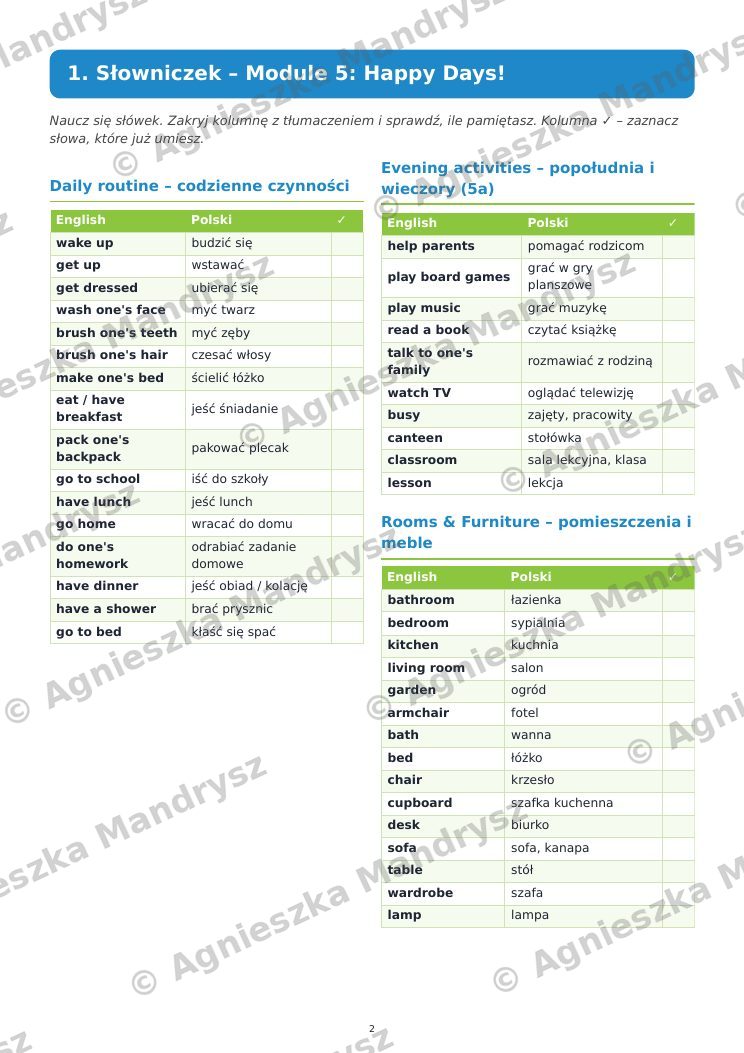 1. Słowniczek – Module 5: Happy Days!
Naucz się słówek. Zakryj kolumnę z tłumaczeniem i sprawdź, ile pamiętasz. Kolumna ✓ – zaznacz
słowa, które już umiesz.
Daily routine – codzienne czynności
English Polski ✓
wake up budzić się
get up wstawać
get dressed ubierać się
wash one's face myć twarz
brush one's teeth myć zęby
brush one's hair czesać włosy
make one's bed ścielić łóżko
eat / have
breakfast
jeść śniadanie
pack one's
backpack
pakować plecak
go to school iść do szkoły
have lunch jeść lunch
go home wracać do domu
do one's
homework
odrabiać zadanie
domowe
have dinner jeść obiad / kolację
have a shower brać prysznic
go to bed kłaść się spać
Evening activities – popołudnia i
wieczory (5a)
English Polski ✓
help parents pomagać rodzicom
play board games
grać w gry
planszowe
play music grać muzykę
read a book czytać książkę
talk to one's
family
rozmawiać z rodziną
watch TV oglądać telewizję
busy zajęty, pracowity
canteen stołówka
classroom sala lekcyjna, klasa
lesson lekcja
Rooms & Furniture – pomieszczenia i
meble
English Polski ✓
bathroom łazienka
bedroom sypialnia
kitchen kuchnia
living room salon
garden ogród
armchair fotel
bath wanna
bed łóżko
chair krzesło
cupboard szafka kuchenna
desk biurko
sofa sofa, kanapa
table stół
wardrobe szafa
lamp lampa
2
© Agnieszka Mandrysz